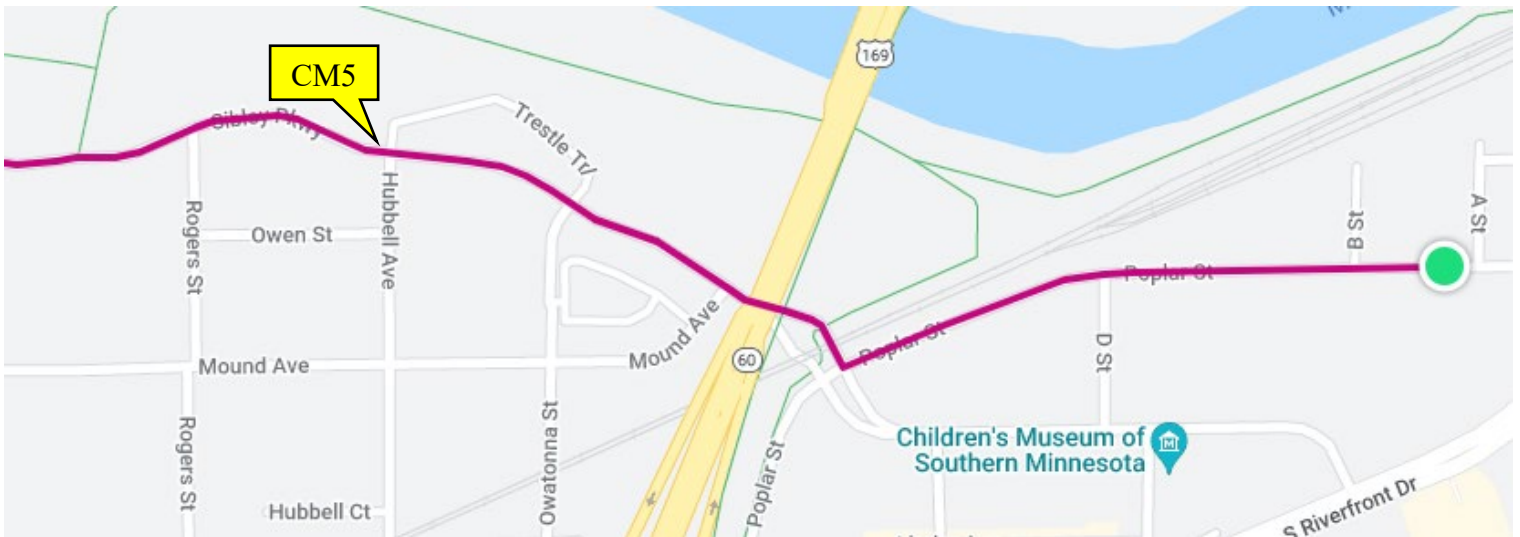 169
CM5
Sibley Pkwy
Trestle Trl
Hubbell Ave
Rogers St
Owen St
A St
B St
Poplar St
Mound Ave
Poplar St
60
Mound Ave
D St
Rogers St
Owatonna St
Children's Museum of
Southern Minnesota
Poplar St
Hubbell Ct
S Riverfront Dr